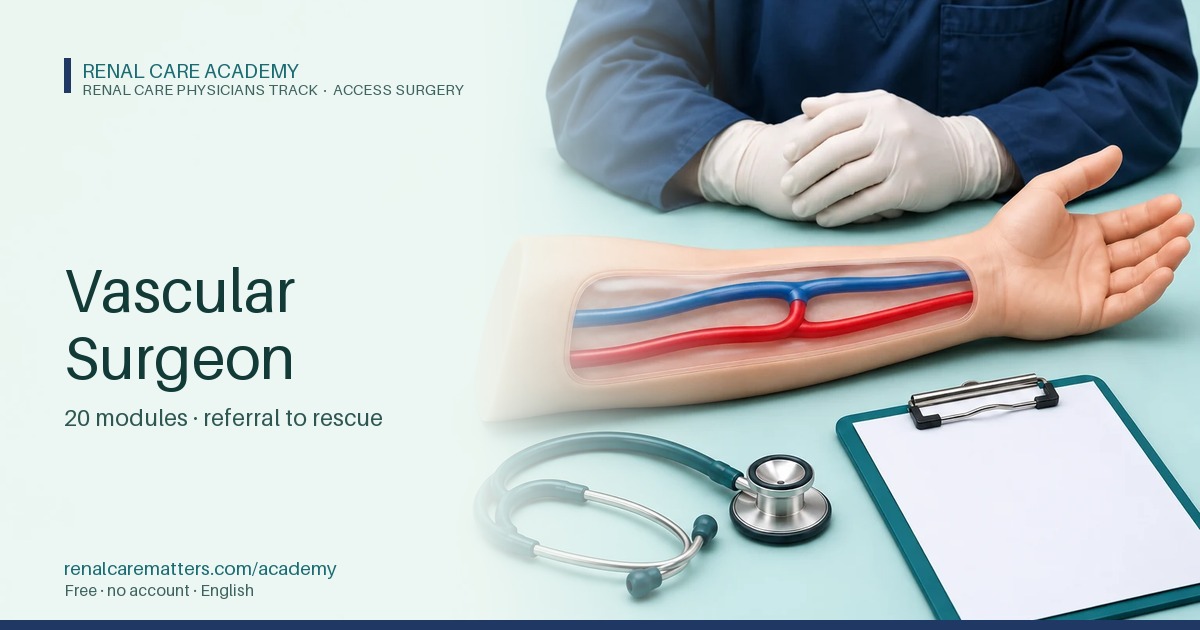 RENAL CARE ACADEMY
RENAL CARE PHYSICIANS TRACK · ACCESS SURGERY
Vascular
Surgeon
20 modules · referral to rescue
renalcarematters.com/academy
Free · no account · English